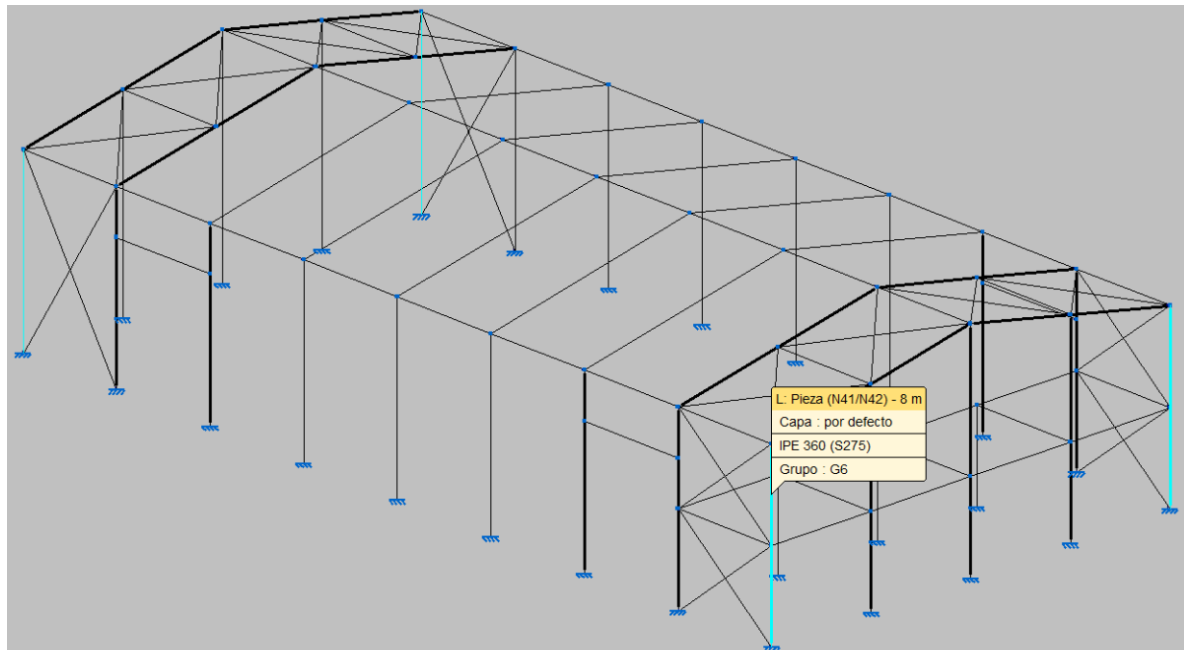 L: Pieza (N41/N42) - 8 m
Capa : por defecto
IPE 360 (S275)
Grupo : G6